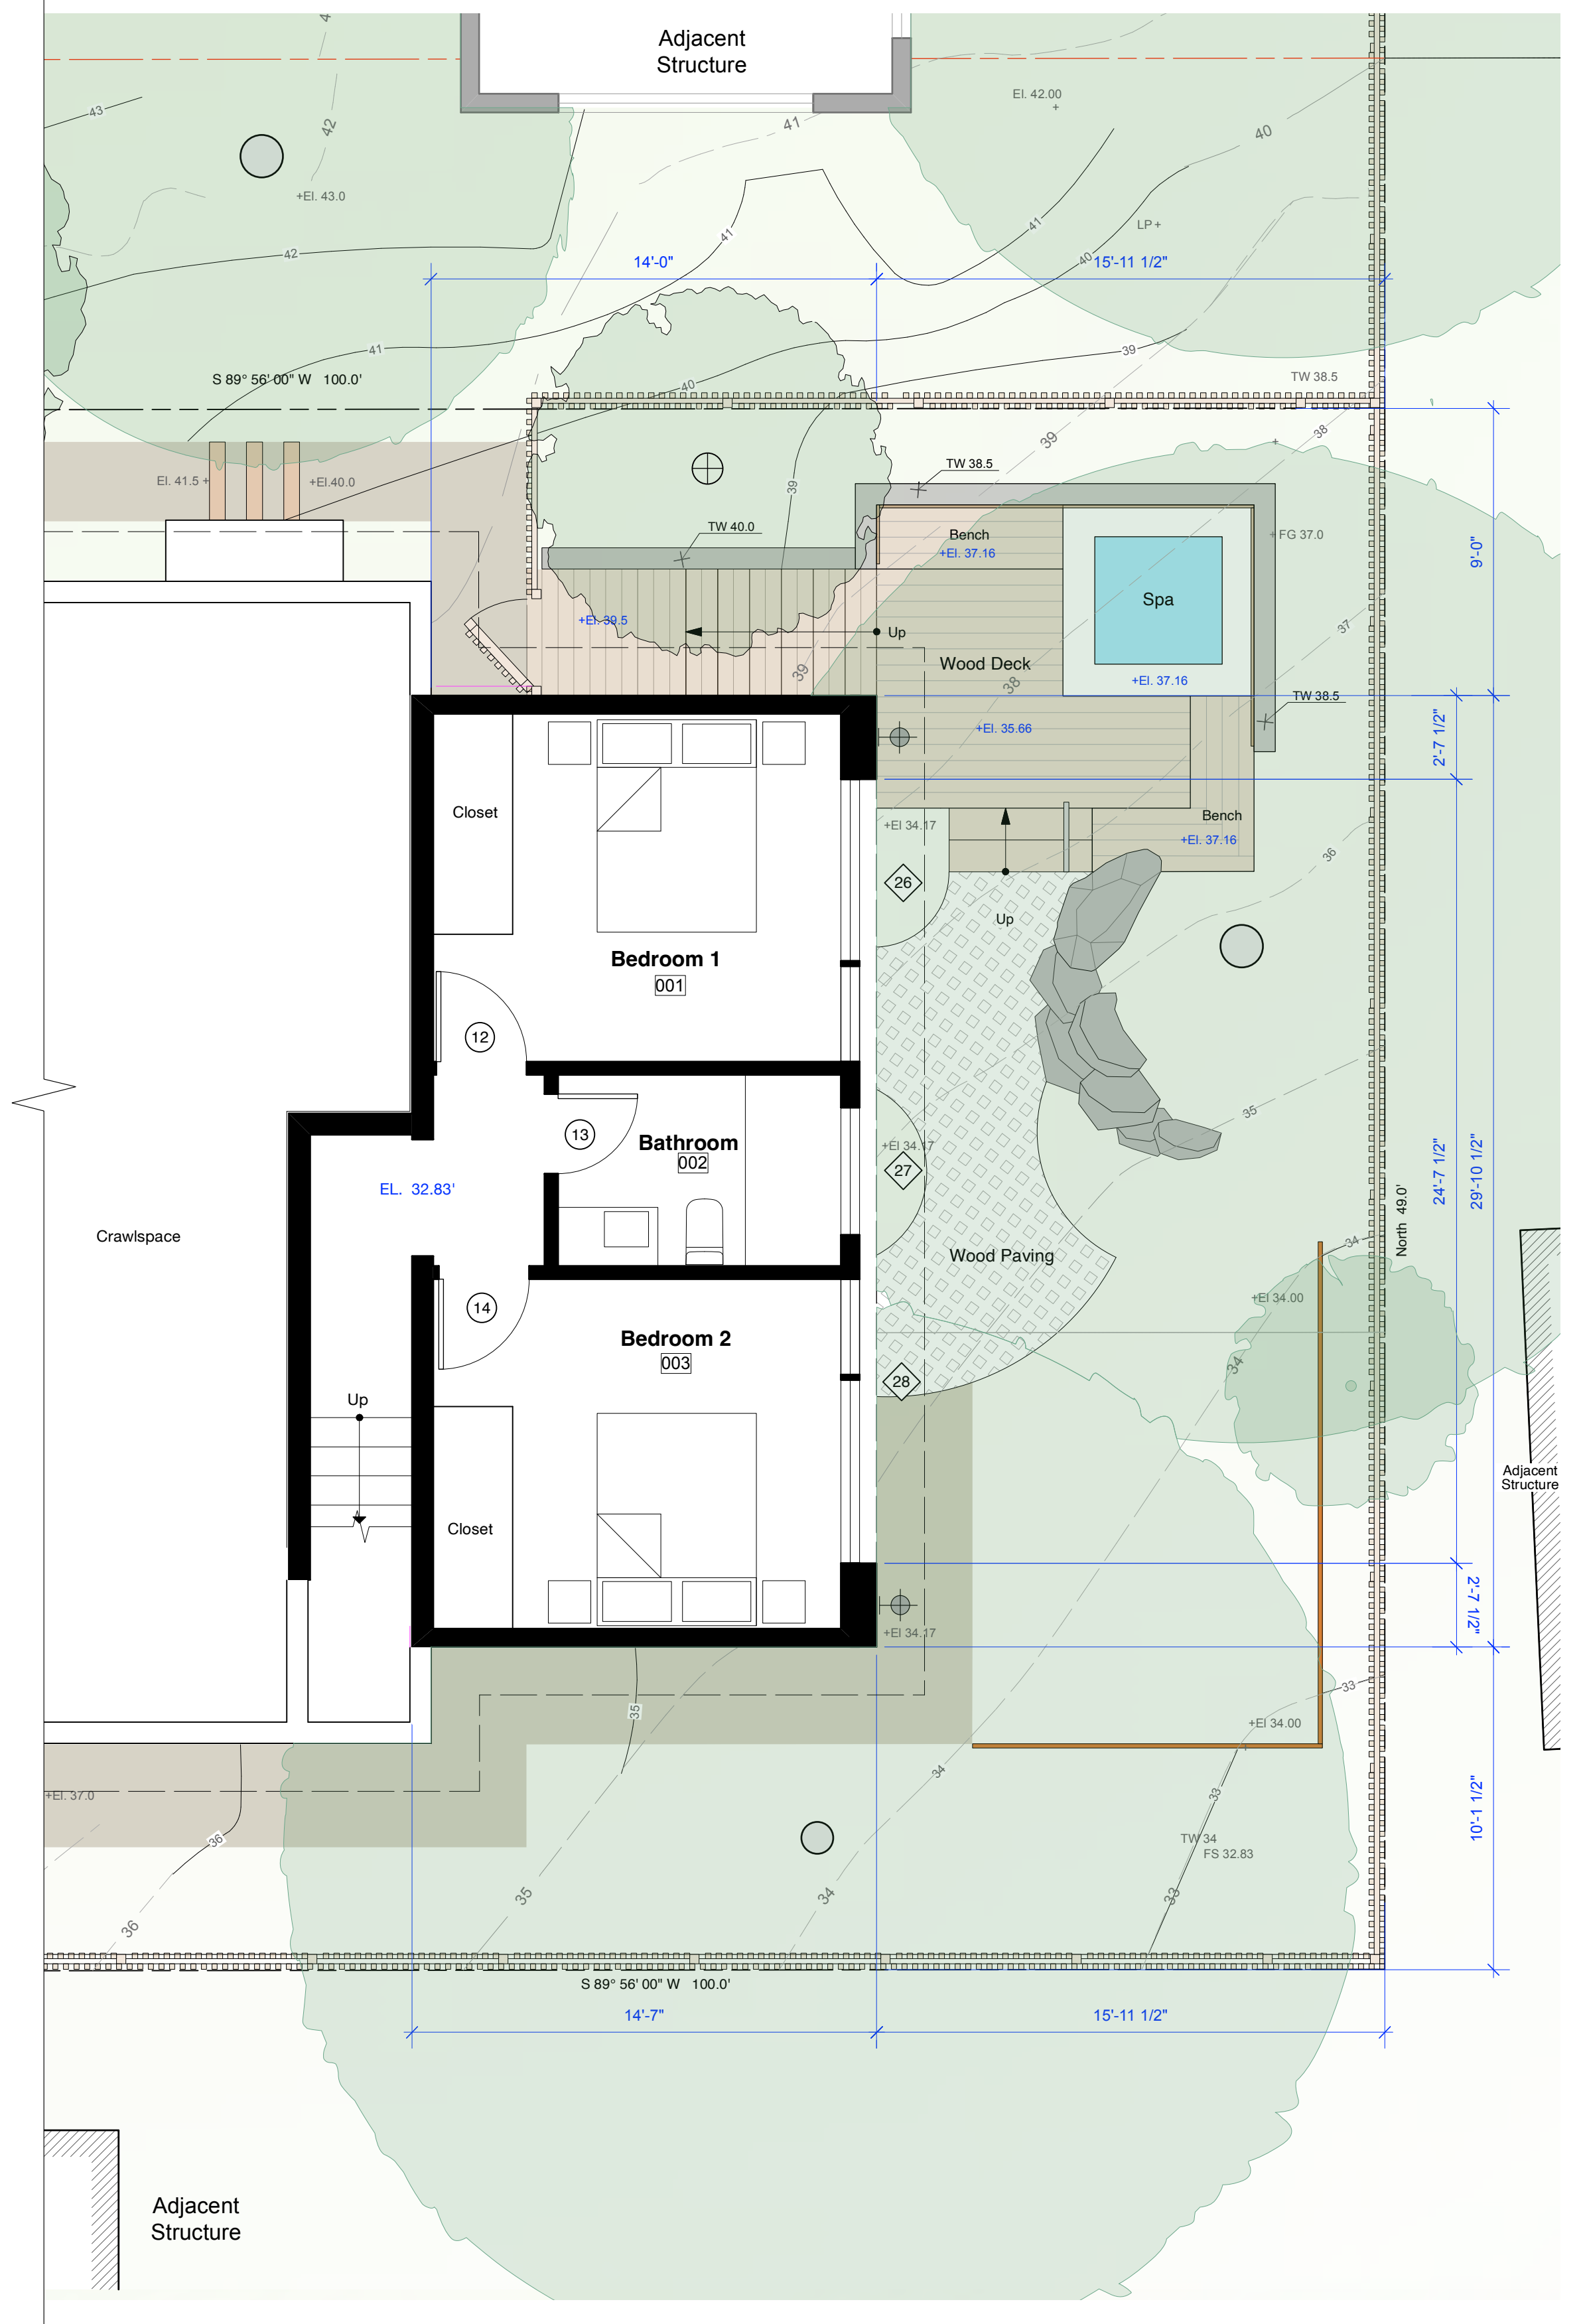 Adjacent
Structure
4
43
42
41
El. 42.00
+
40
+El. 43.0
LP +
41
41
42
14'-0"
40
15'-11 1/2"
41
39
S 89° 56' 00" W   100.0'
40
TW 38.5
38
39
TW 38.5
El. 41.5 +
+El.40.0
39
TW 40.0
Bench
+El. 37.16
+ FG 37.0
9'-0"
Spa
+El. 39.5
Up
37
Wood Deck
39
38
+El. 37.16
TW 38.5
+El. 35.66
2'-7 1/2"
Closet
Bench
+El 34.17
+El. 37.16
36
26
Up
Bedroom 1
001
12
35
13
Bathroom
002
+El 34.17
27
24'-7 1/2"
29'-10 1/2"
EL.  32.83'
North  49.0'
Crawlspace
Wood Paving
34
+El 34.00
14
Bedroom 2
003
34
28
Up
Adjacent
Structure
Closet
2'-7 1/2"
+El 34.17
33
35
+El 34.00
34
+El. 37.0
33
10'-1 1/2"
36
TW 34
FS 32.83
35
34
33
36
S 89° 56' 00" W   100.0'
14'-7"
15'-11 1/2"
Adjacent
Structure